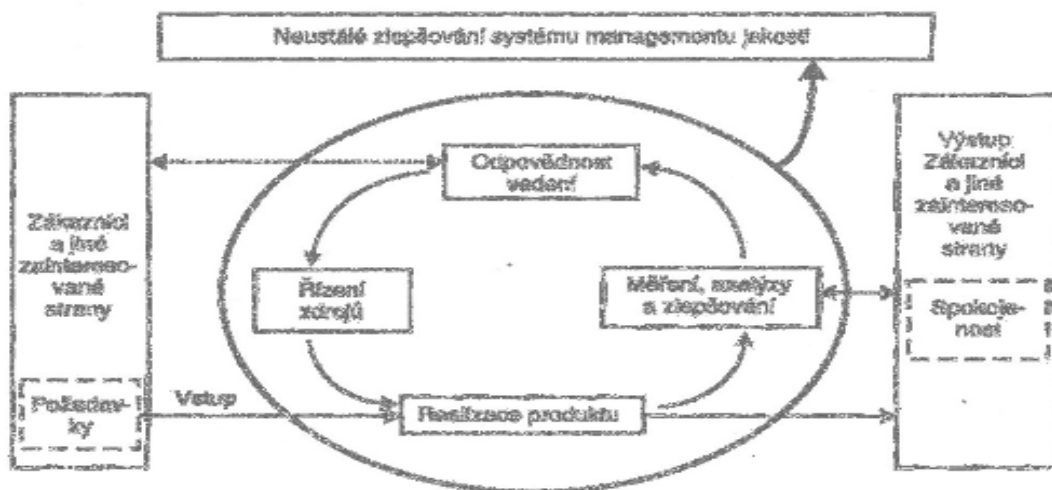 Neustálé zlepšování systému managementu jakosti
Odpovědnost
vedení
Výstup:
Zákazníci
a jiné
zaintereso-
vané
strany
Zákazníci
a jiné
zaintereso-
vané
strany
Řízení
zdrojů
Měření, analýzy
a zlepšování
Spokoje-
nost
Požadav-
ky
Vstup
Realizace produktu